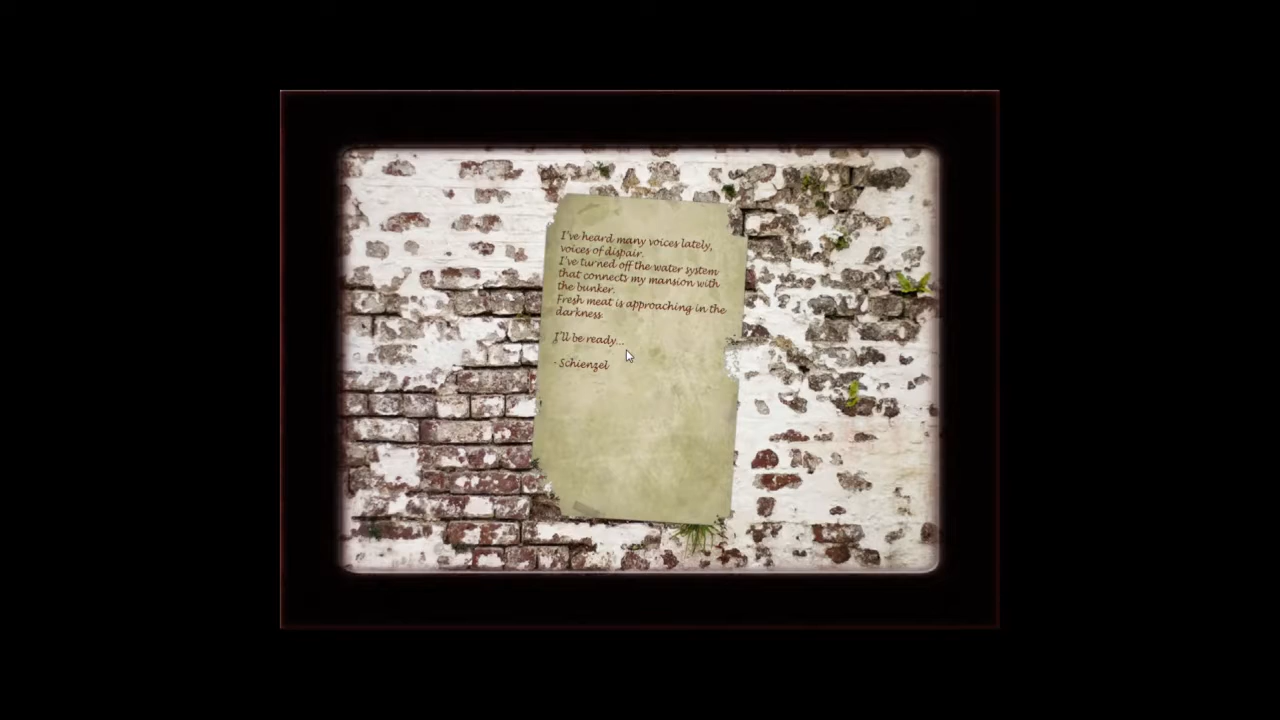 I've heard many voices lately,
voices of dispair.
I've turned off the water system
that connects my mansion with
the bunker.
Fresh meat is approaching in the
darkness.
I'll be ready...
- Schienzel